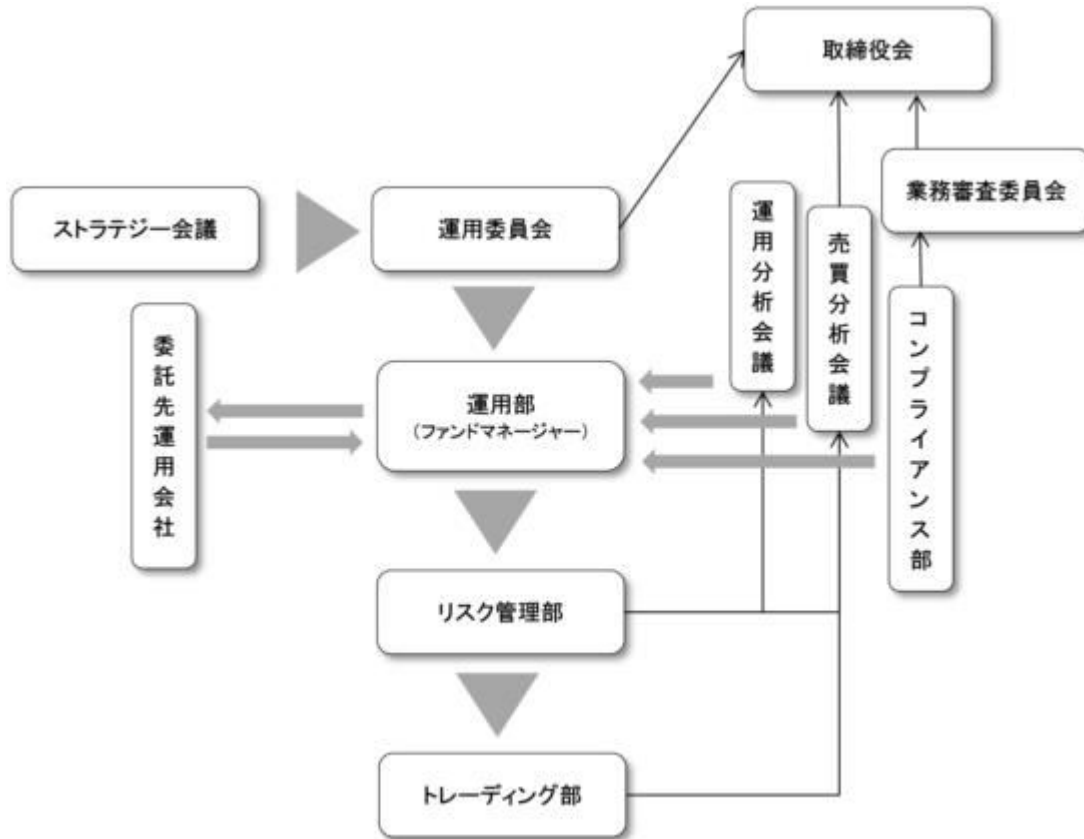 取締役会
業務審査委員会
ストラテジー会議
運用委員会
運用分析会議
売買分析会議
コンプライアンス部
委託先運用会社
運用部
(ファンドマネージャー)
リスク管理部
トレーディング部